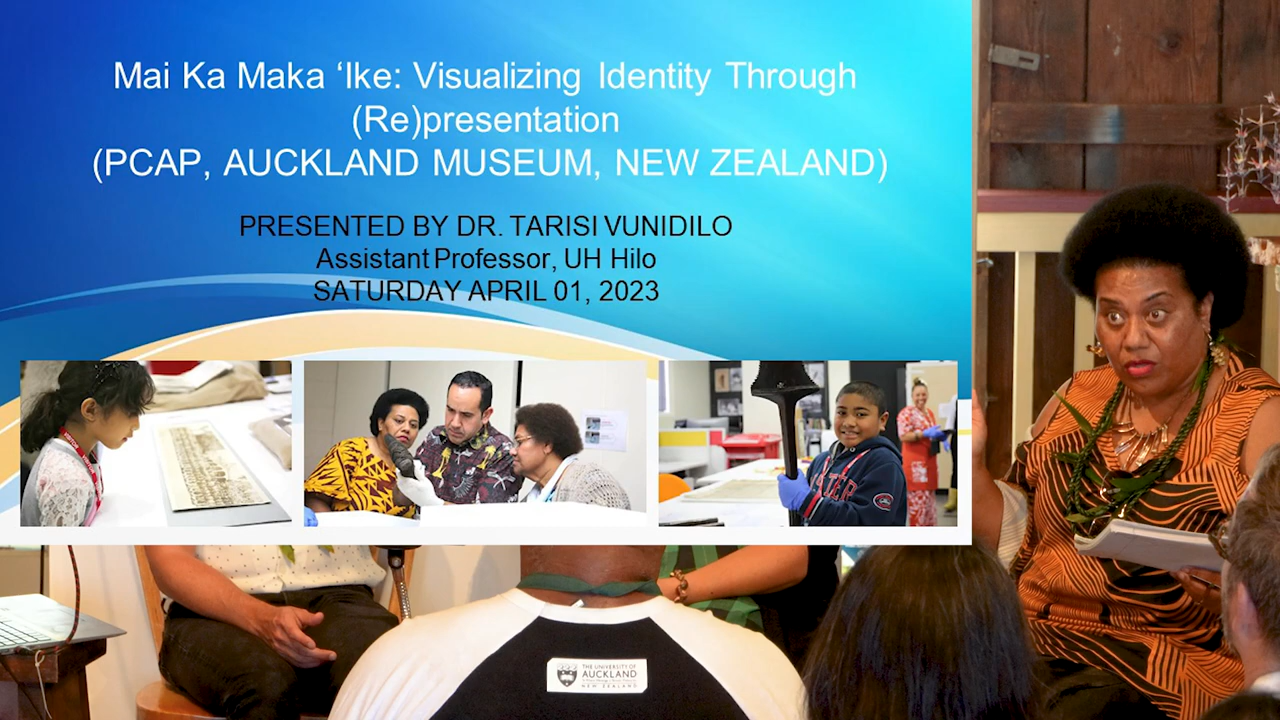 Mai Ka Maka ‘Ike: Visualizing Identity Through
(Re)presentation
(PCAP, AUCKLAND MUSEUM, NEW ZEALAND)
PRESENTED BY DR. TARISI VUNIDILO
Assistant Professor, UH Hilo
SATURDAY APRIL 01, 2023
THE UNIVERSITY OF
AUCKLAND
NEW ZEALAND